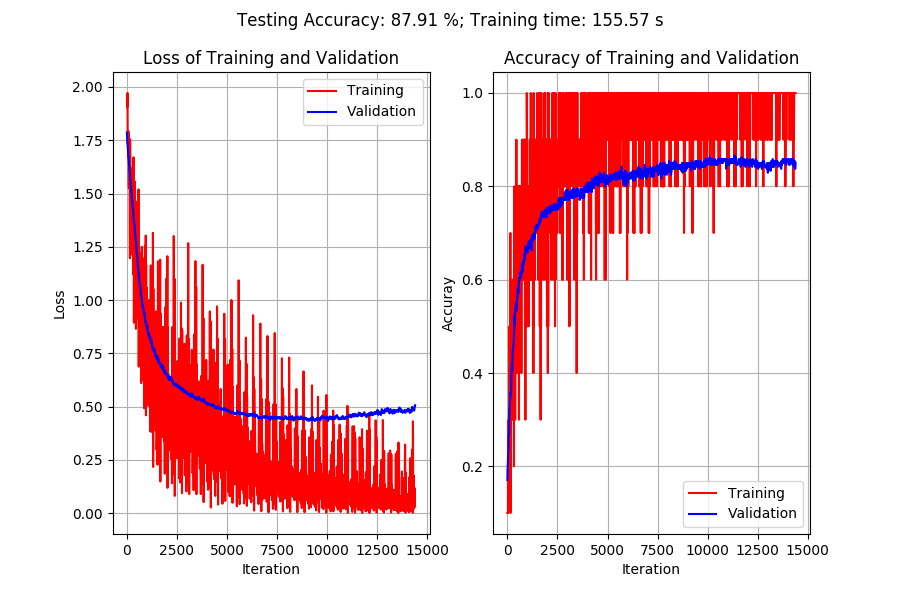 Testing Accuracy: 87.91 %; Training time: 155.57 s
Loss of Training and Validation
2.00
1.75
1.50
1.25
1.00
0.75
0.50
0.25
0.00
Loss
Training
Validation
0
2500
5000
7500
10000
12500
15000
Iteration
Accuracy of Training and Validation
1.0
0.8
0.6
0.4
0.2
Accuray
Training
Validation
0
2500
5000
7500
10000
12500
15000
Iteration